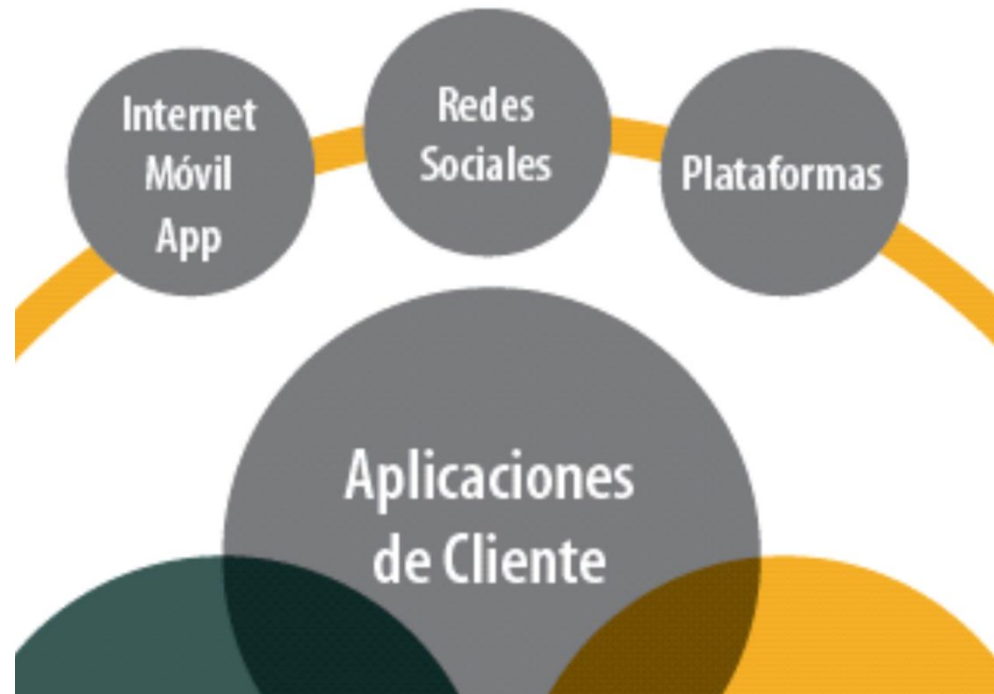 Internet
Móvil
App
Redes
Sociales
Plataformas
Aplicaciones
de Cliente